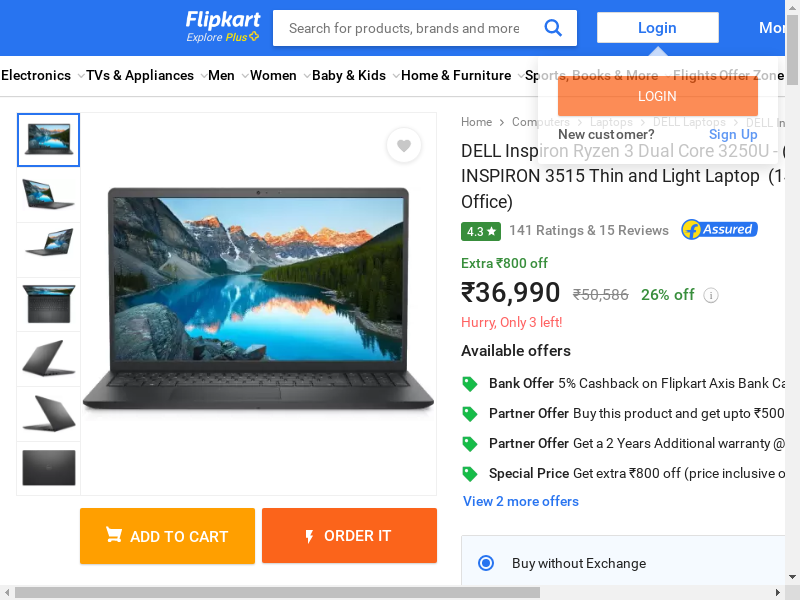 Flipkart
Explore Plus
Search for products, brands and more
Login
Mor
Electronics
TVs & Appliances
Men
Women
Baby & Kids
Home & Furniture
Sports, Books & More
Flights
Offer Zone
LOGIN
New customer?
Sign Up
Home
Computers
Laptops
DELL Laptops
DELL In
DELL Inspiron Ryzen 3 Dual Core 3250U - (
INSPIRON 3515 Thin and Light Laptop (14
Office)
4.3
141 Ratings & 15 Reviews
Assured
Extra ₹800 off
₹36,990
₹50,586
26% off
Hurry, Only 3 left!
Available offers
Bank Offer 5% Cashback on Flipkart Axis Bank Ca
Partner Offer Buy this product and get upto ₹500
Partner Offer Get a 2 Years Additional warranty @
Special Price Get extra ₹800 off (price inclusive o
View 2 more offers
ADD TO CART
ORDER IT
Buy without Exchange